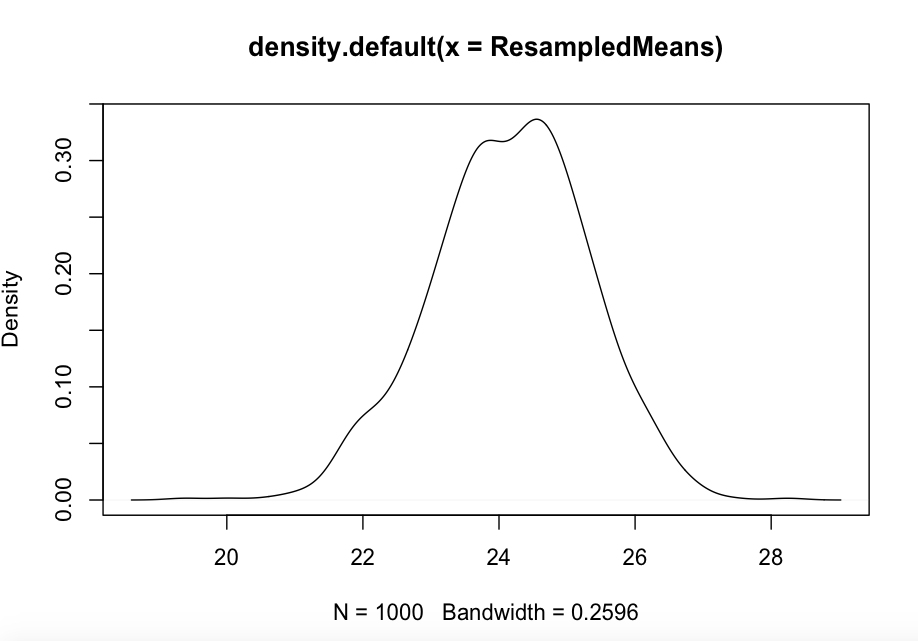 density.default(x = ResampledMeans)
Density
0.30
0.20
0.10
0.00
20 22 24 26 28
N = 1000 Bandwidth = 0.2596